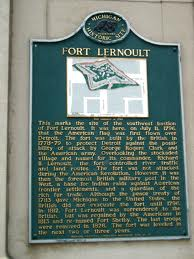 MICHIGAN
HISTORIC SITE
FORT LERNOULT
This marks the site of the southwest bastion
of Fort Lernoult. It was here, on July 11, 1796,
that the American flag was first flown over
Detroit. The fort was built by the British in
1778-79 to protect Detroit against the possi-
bility of attack by George Rogers Clark and
the American army. Overlooking the stockaded
village and named for its commander, Richard
B. Lernoult, the fort controlled river traffic
and land routes. The fort was not attacked
during the American Revolution. However, it was
then the foremost British military post in the
West, a base for Indian raids against American
frontier settlements, and a guardian of the
rich fur trade. Although the treaty of Paris
(1783) gave Michigan to the United States, the
British did not evacuate the fort until 1796.
In 1812, Fort Lernoult was surrendered to the
British, but was regained by the Americans in
1813 and re-named Fort Shelby. The last troops
were removed in 1826. The fort was leveled in
the next two or three years.